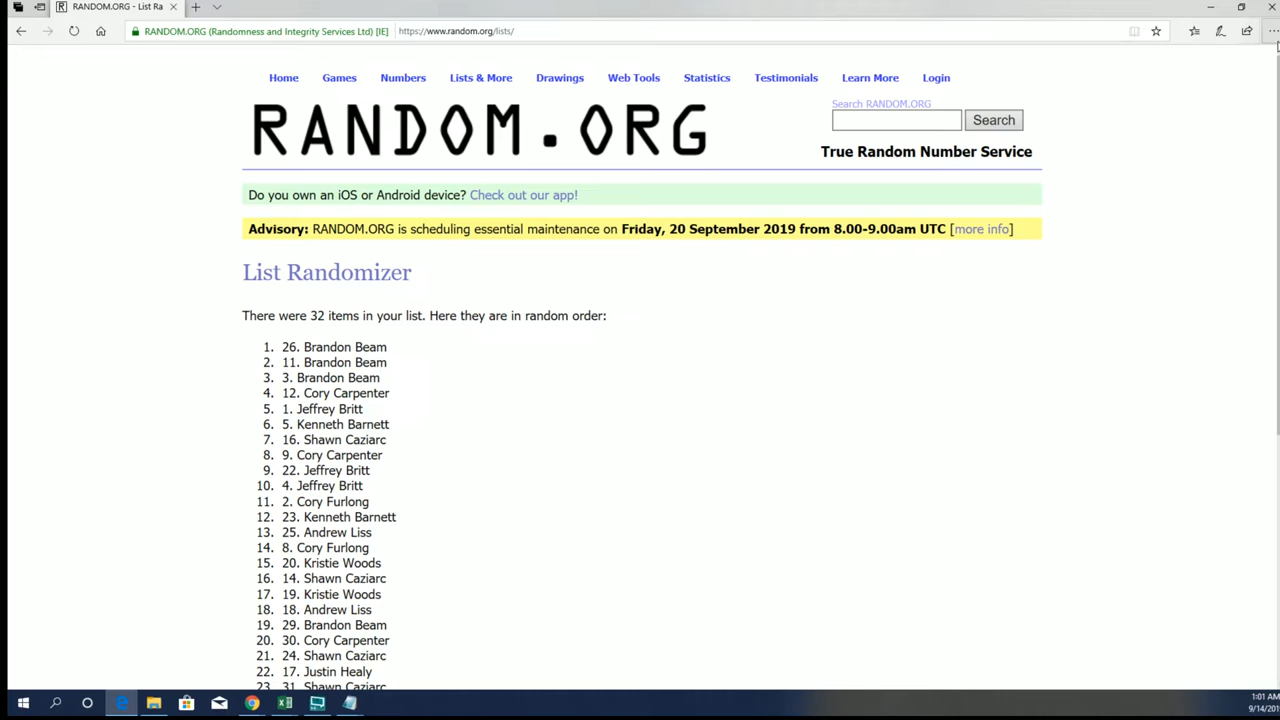 RANDOM.ORG - List Ra
RANDOM.ORG (Randomness and Integrity Services Ltd) [IE]
https://www.random.org/lists/
Home Games Numbers Lists & More Drawings Web Tools Statistics Testimonials Learn More Login
RANDOM.ORG
Search RANDOM.ORG
Search
True Random Number Service
Do you own an iOS or Android device? Check out our app!
Advisory: RANDOM.ORG is scheduling essential maintenance on Friday, 20 September 2019 from 8.00-9.00am UTC [more info]
List Randomizer
There were 32 items in your list. Here they are in random order:
1. 26. Brandon Beam
2. 11. Brandon Beam
3. 3. Brandon Beam
4. 12. Cory Carpenter
5. 1. Jeffrey Britt
6. 5. Kenneth Barnett
7. 16. Shawn Caziarc
8. 9. Cory Carpenter
9. 22. Jeffrey Britt
10. 4. Jeffrey Britt
11. 2. Cory Furlong
12. 23. Kenneth Barnett
13. 25. Andrew Liss
14. 8. Cory Furlong
15. 20. Kristie Woods
16. 14. Shawn Caziarc
17. 19. Kristie Woods
18. 18. Andrew Liss
19. 29. Brandon Beam
20. 30. Cory Carpenter
21. 24. Shawn Caziarc
22. 17. Justin Healy
23. 31. Shawn Caziarc
1:01 AM
9/14/201